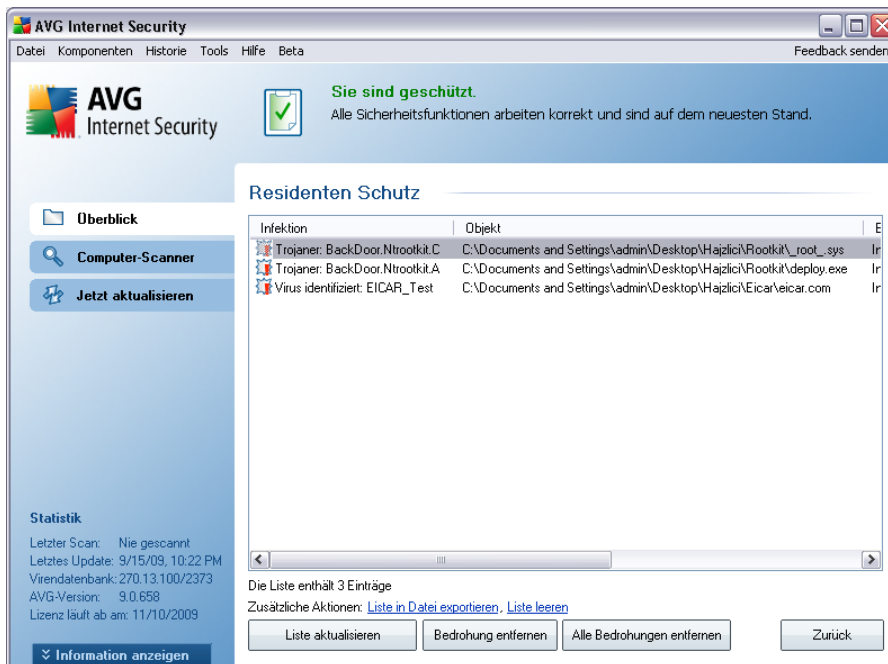 AVG Internet Security
Datei Komponenten Historie Tools Hilfe Beta Feedback senden
AVG
Internet Security
Sie sind geschützt.
Alle Sicherheitsfunktionen arbeiten korrekt und sind auf dem neuesten Stand.
Überblick
Computer-Scanner
Jetzt aktualisieren
Residenten Schutz
Infektion Objekt E
Trojaner: BackDoor.Ntrootkit.C C:\Documents and Settings\admin\Desktop\Hajzlici\Rootkit\_root_.sys Ir
Trojaner: BackDoor.Ntrootkit.A C:\Documents and Settings\admin\Desktop\Hajzlici\Rootkit\deploy.exe Ir
Virus identifiziert: EICAR_Test C:\Documents and Settings\admin\Desktop\Hajzlici\Eicar\eicar.com Ir
Statistik
Letzter Scan: Nie gescannt
Letztes Update: 9/15/09, 10:22 PM
Virendatenbank: 270.13.100/2373
AVG-Version: 9.0.658
Lizenz läuft ab am: 11/10/2009
Information anzeigen
Die Liste enthält 3 Einträge
Zusätzliche Aktionen: Liste in Datei exportieren, Liste leeren
Liste aktualisieren Bedrohung entfernen Alle Bedrohungen entfernen Zurück